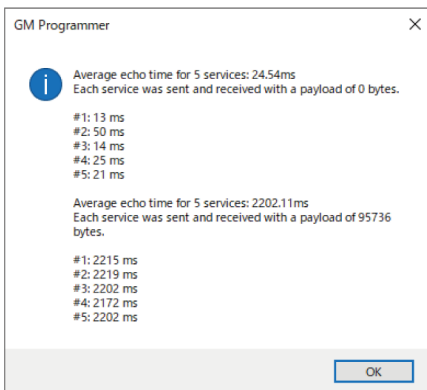 GM Programmer
Average echo time for 5 services: 24.54ms
Each service was sent and received with a payload of 0 bytes.
#1: 13 ms
#2: 50 ms
#3: 14 ms
#4: 25 ms
#5: 21 ms
Average echo time for 5 services: 2202.11ms
Each service was sent and received with a payload of 95736
bytes.
#1: 2215 ms
#2: 2219 ms
#3: 2202 ms
#4: 2172 ms
#5: 2202 ms
OK